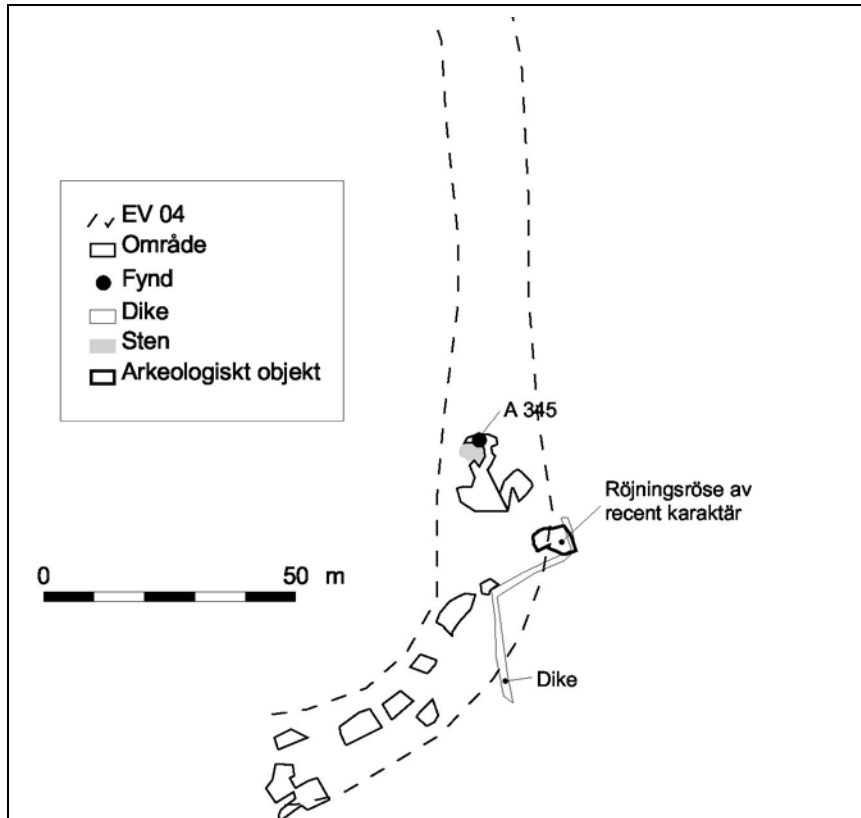 EV 04
Område
Fynd
Dike
Sten
Arkeologiskt objekt
A 345
Röjningsröse av
recent karaktär
0 50 m
Dike